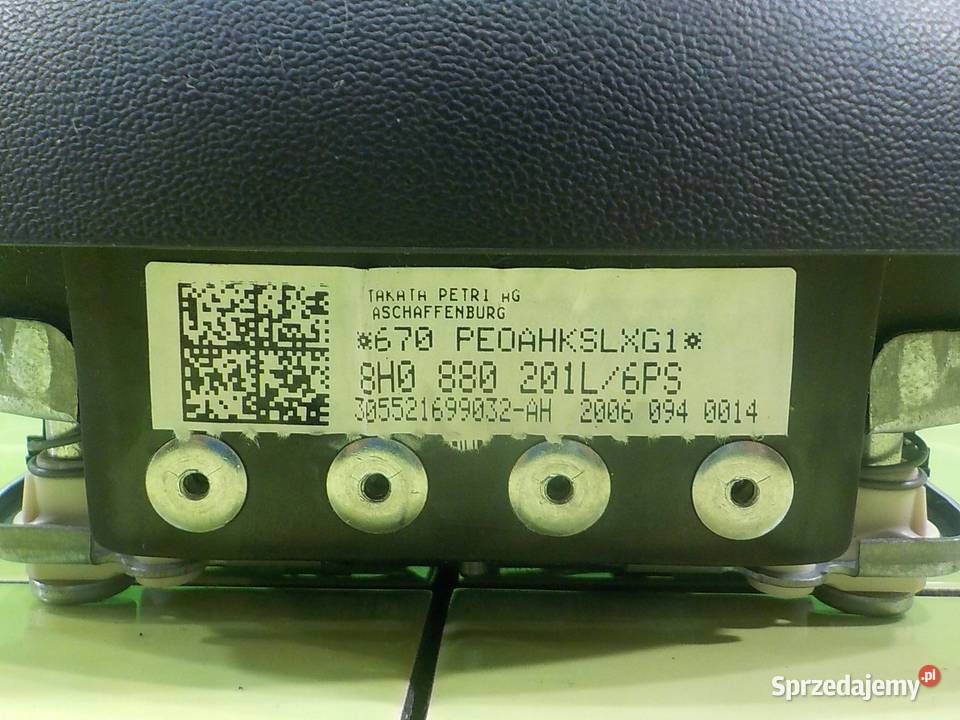 TAKATA PETRI AG
ASCHAFFENBURG
*670 PEOAHKSLXG1*
8H0 880 201L/6PS
305521699032-AH 2006 094 0014
Sprzedajemy.pl